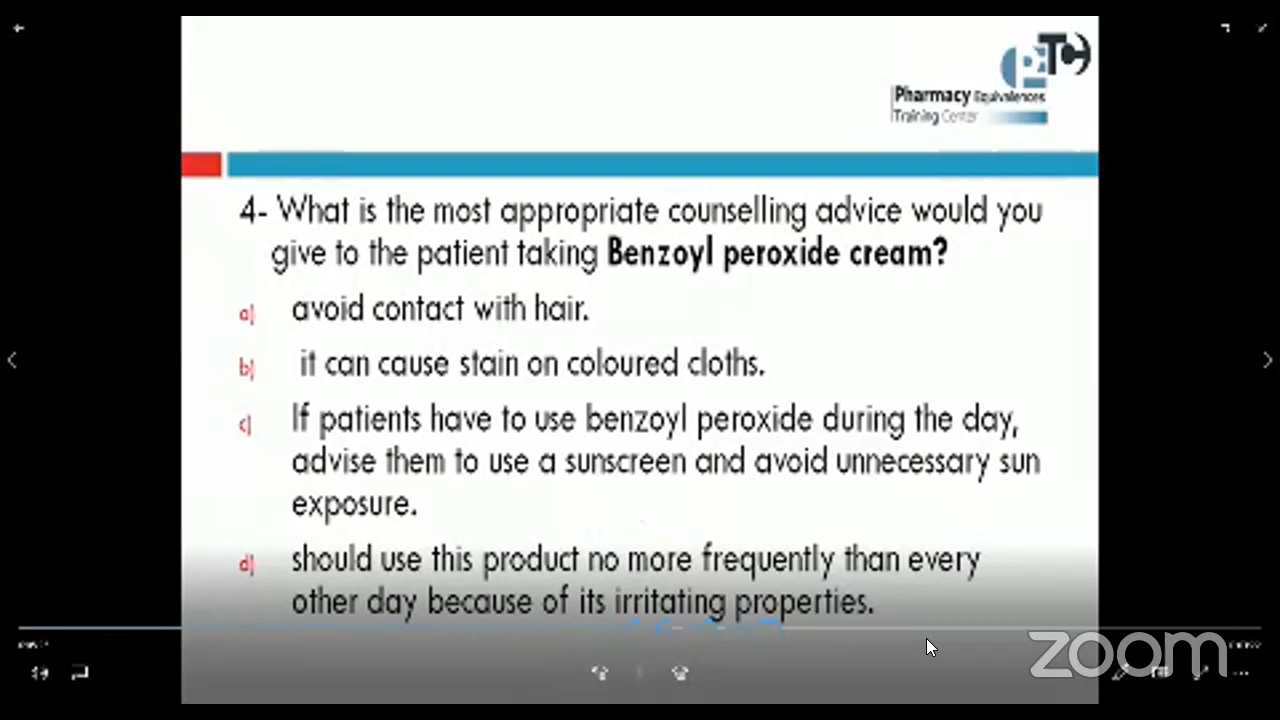 PTC
Pharmacy Equivalences
Training Center
4- What is the most appropriate counselling advice would you
give to the patient taking Benzoyl peroxide cream?
a) avoid contact with hair.
b) it can cause stain on coloured cloths.
c) If patients have to use benzoyl peroxide during the day,
advise them to use a sunscreen and avoid unnecessary sun
exposure.
d) should use this product no more frequently than every
other day because of its irritating properties.
zoom